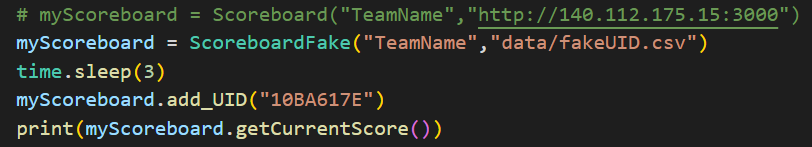 # myScoreboard = Scoreboard("TeamName","http://140.112.175.15:3000")
myScoreboard = ScoreboardFake("TeamName","data/fakeUID.csv")
time.sleep(3)
myScoreboard.add_UID("10BA617E")
print(myScoreboard.getCurrentScore())